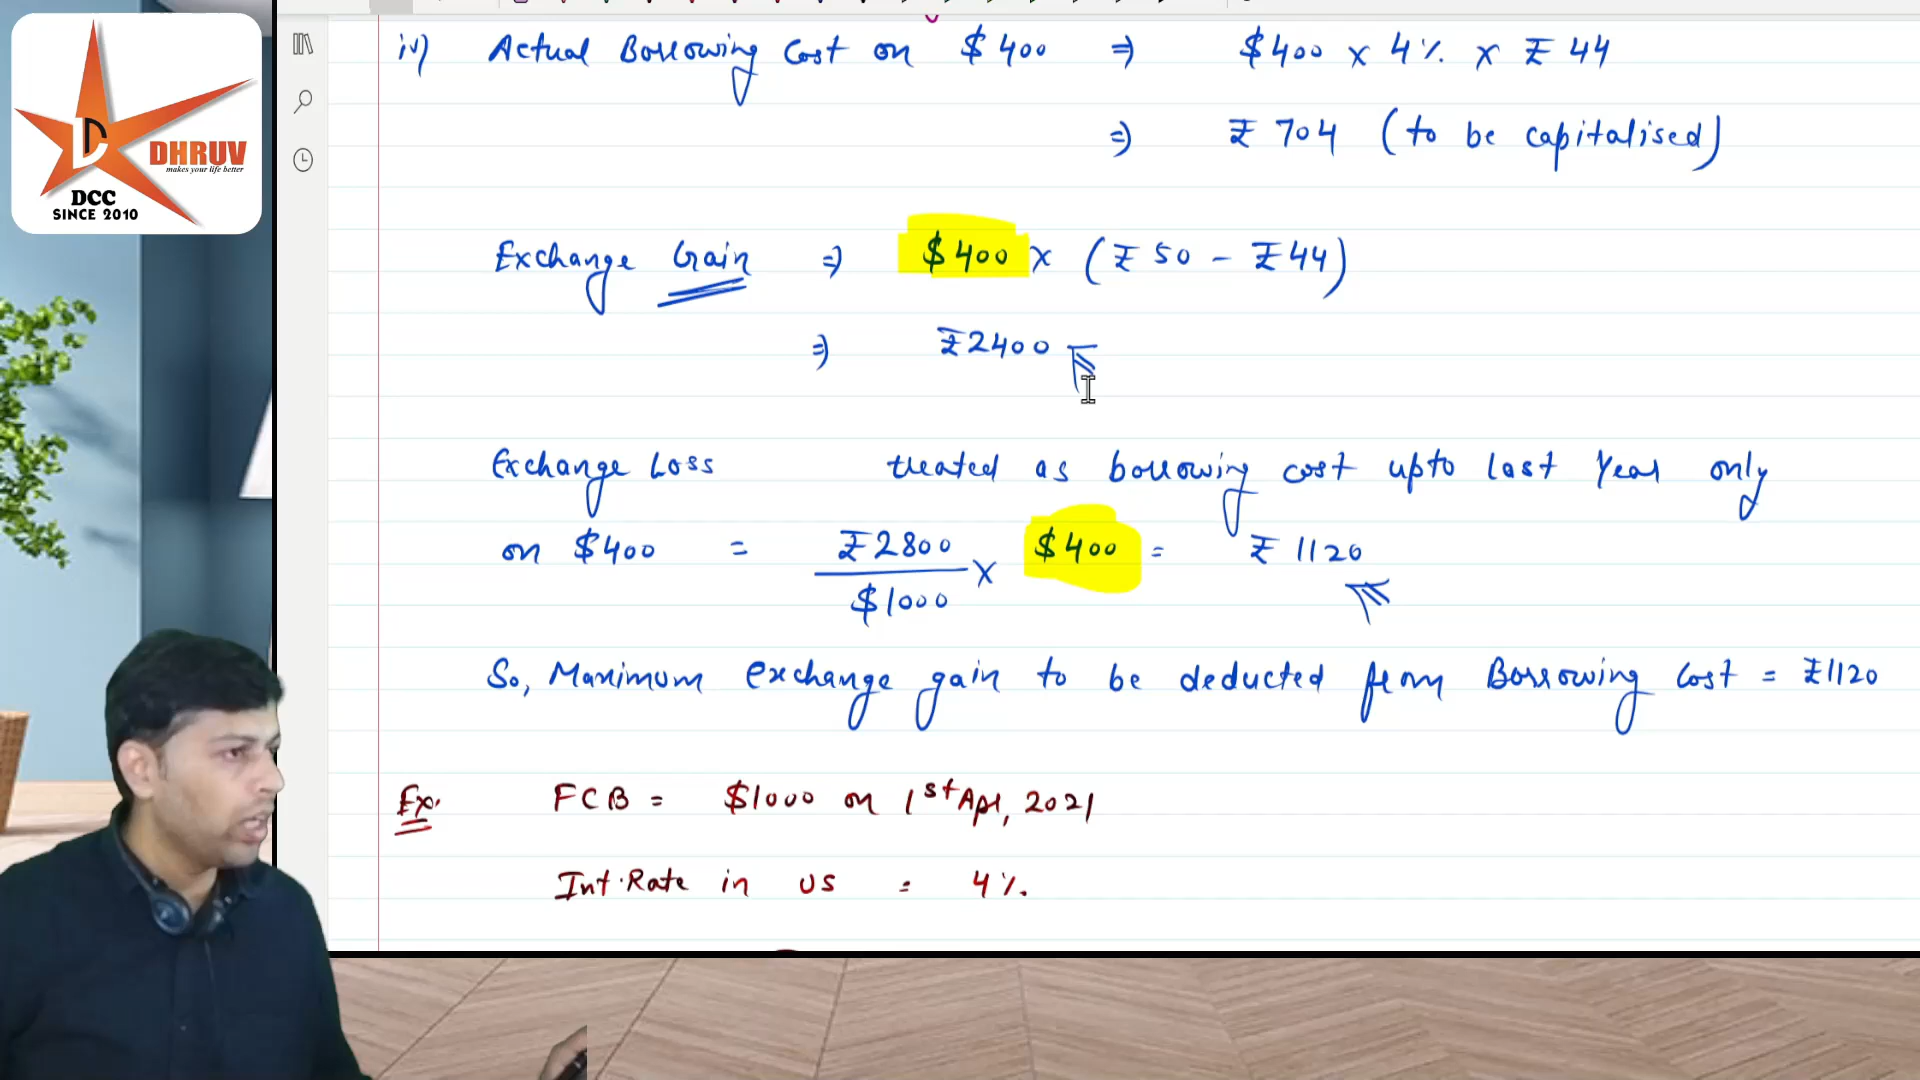 DHRUV
makes your life better
DCC
SINCE 2010
iv) Actual Borrowing Cost on $400 ⇒ $400 x 4% x ₹44
⇒ ₹704 (to be capitalised)
Exchange Gain ⇒ $400 x (₹50 - ₹44)
⇒ ₹2400
Exchange Loss treated as borrowing cost upto last Year only
on $400 = ₹2800 / $1000 x $400 = ₹1120
So, Maximum exchange gain to be deducted from Borrowing Cost = ₹1120
Ex. FCB = $1000 on 1st Apr, 2021
Int.Rate in US = 4%.